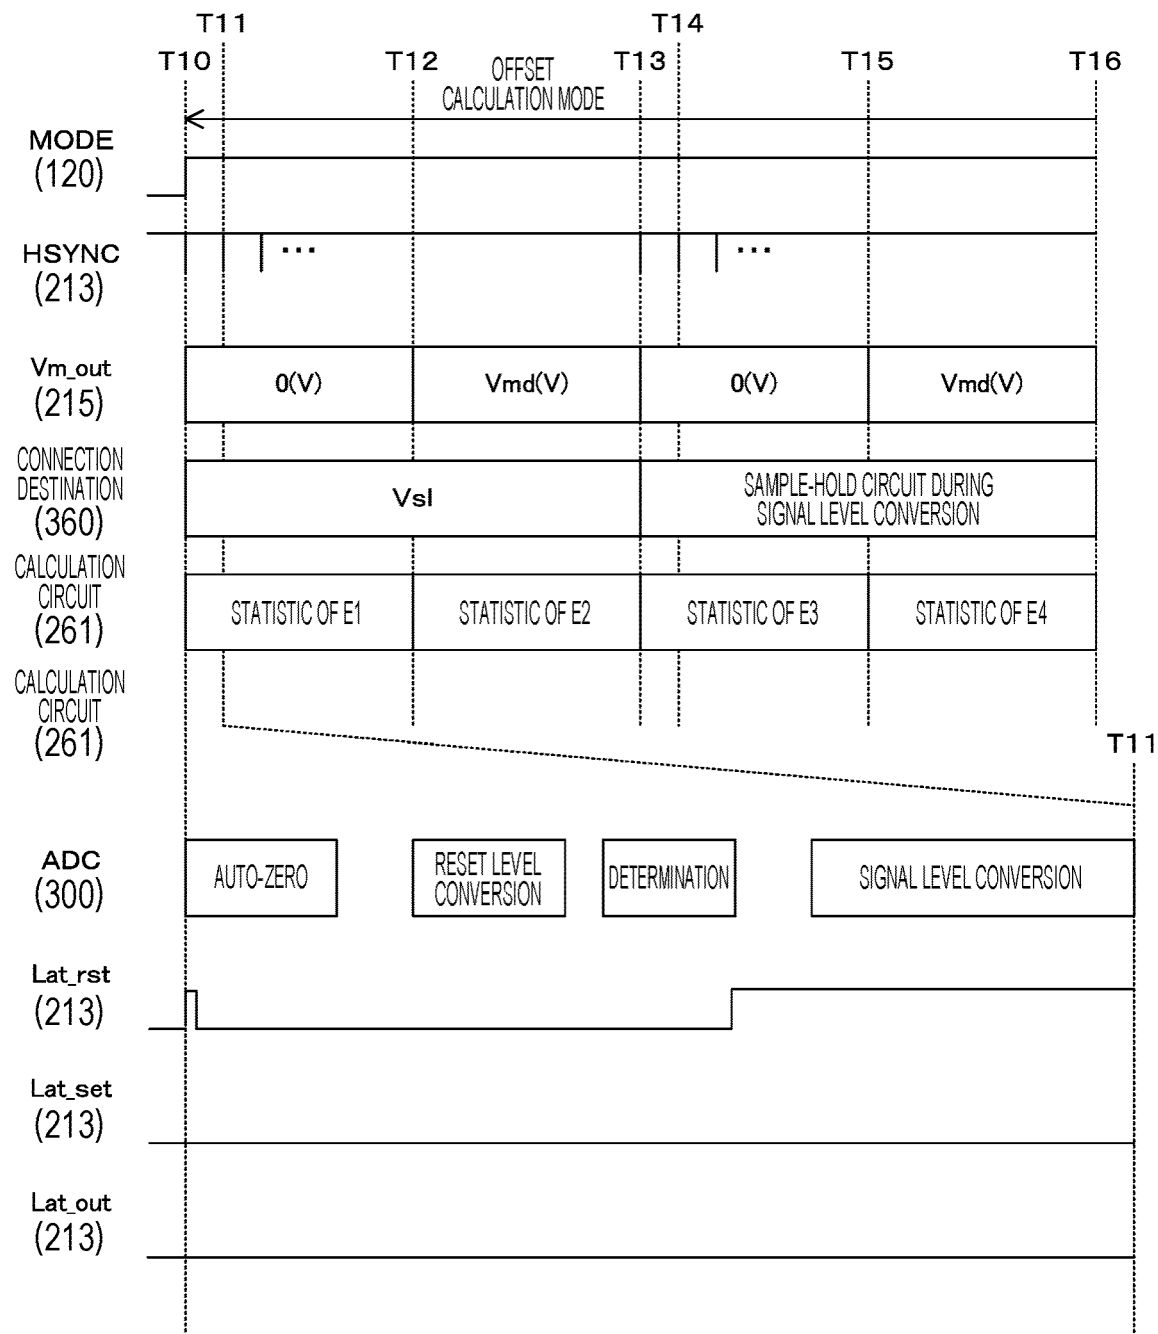 T11 T14
T10 T12 T13 T15 T16
OFFSET
CALCULATION MODE
MODE
(120)
HSYNC
(213)
...
...
Vm_out
(215)
0(V) Vmd(V) 0(V) Vmd(V)
CONNECTION
DESTINATION
(360)
Vsl
SAMPLE-HOLD CIRCUIT DURING
SIGNAL LEVEL CONVERSION
CALCULATION
CIRCUIT
(261)
STATISTIC OF E1 STATISTIC OF E2 STATISTIC OF E3 STATISTIC OF E4
CALCULATION
CIRCUIT
(261)
T11
ADC
(300)
AUTO-ZERO
RESET LEVEL
CONVERSION
DETERMINATION
SIGNAL LEVEL CONVERSION
Lat_rst
(213)
Lat_set
(213)
Lat_out
(213)